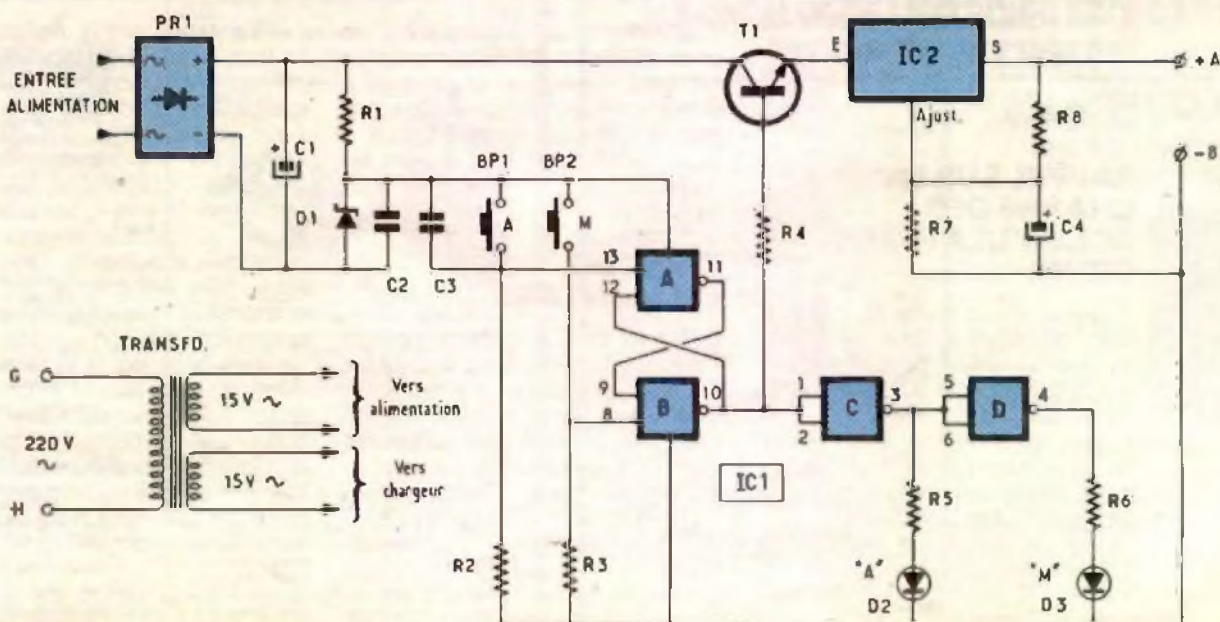 PR1
ENTREE
ALIMENTATION
+
−
+
C1
R1
D1
C2
C3
BP1
A
BP2
M
T1
E
IC2
S
Ajust.
R8
+A
-B
R7
+
C4
R4
13
12
A
11
9
8
B
10
1
2
C
3
5
6
D
4
IC1
R2
R3
R5
R6
"A"
D2
"M"
D3
TRANSFO.
G
220 V
~
H
15V ~
Vers
alimentation
15V ~
Vers
chargeur